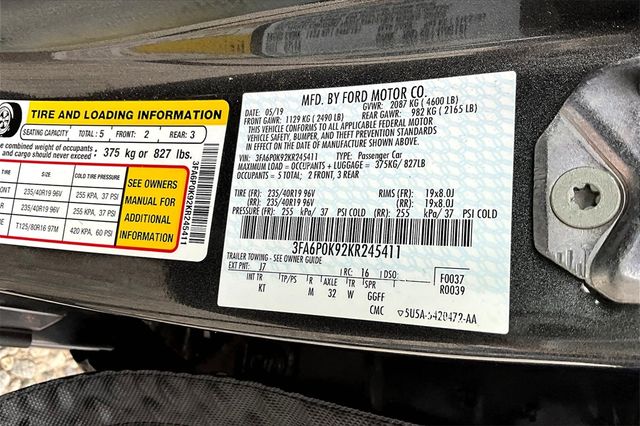 TIRE AND LOADING INFORMATION
SEATING CAPACITY TOTAL: 5 FRONT: 2 REAR: 3
combined weight of occupants
and cargo should never exceed 375 kg or 827 lbs.
SIZE COLD TIRE PRESSURE
235/40R19 96V 255 KPA, 37 PSI
235/40R19 96V 255 KPA, 37 PSI
T125/80R16 97M 420 KPA, 60 PSI
SEE OWNERS
MANUAL FOR
ADDITIONAL
INFORMATION
3FA6P0K92KR245411
MFD. BY FORD MOTOR CO.
05/19 GVWR: 2087 KG ( 4600 LB)
FRONT GAWR: 1129 KG ( 2490 LB) REAR GAWR: 982 KG ( 2165 LB)
THIS VEHICLE CONFORMS TO ALL APPLICABLE FEDERAL MOTOR
VEHICLE SAFETY, BUMPER, AND THEFT PREVENTION STANDARDS
IN EFFECT ON THE DATE OF MANUFACTURE SHOWN ABOVE.
VIN: 3FA6P0K92KR245411 TYPE: Passenger Car
MAXIMUM LOAD = OCCUPANTS + LUGGAGE = 375KG/ 827LB
OCCUPANTS = 5 TOTAL: 2 FRONT, 3 REAR
TIRE (FR): 235/40R19 96V RIMS (FR): 19x8.0J
TIRE (RR): 235/40R19 96V (RR): 19x8.0J
PRESSURE (FR): 255 kPa/ 37 PSI COLD (RR): 255 kPa/ 37 PSI COLD
3FA6P0K92KR245411
TRAILER TOWING - SEE OWNER GUIDE
EXT PNT: J7 RC: 16 DSO: F0037
INT TR TP/PS R AXLE TR SPR R0039
KT M 32 W GGFF
CMC